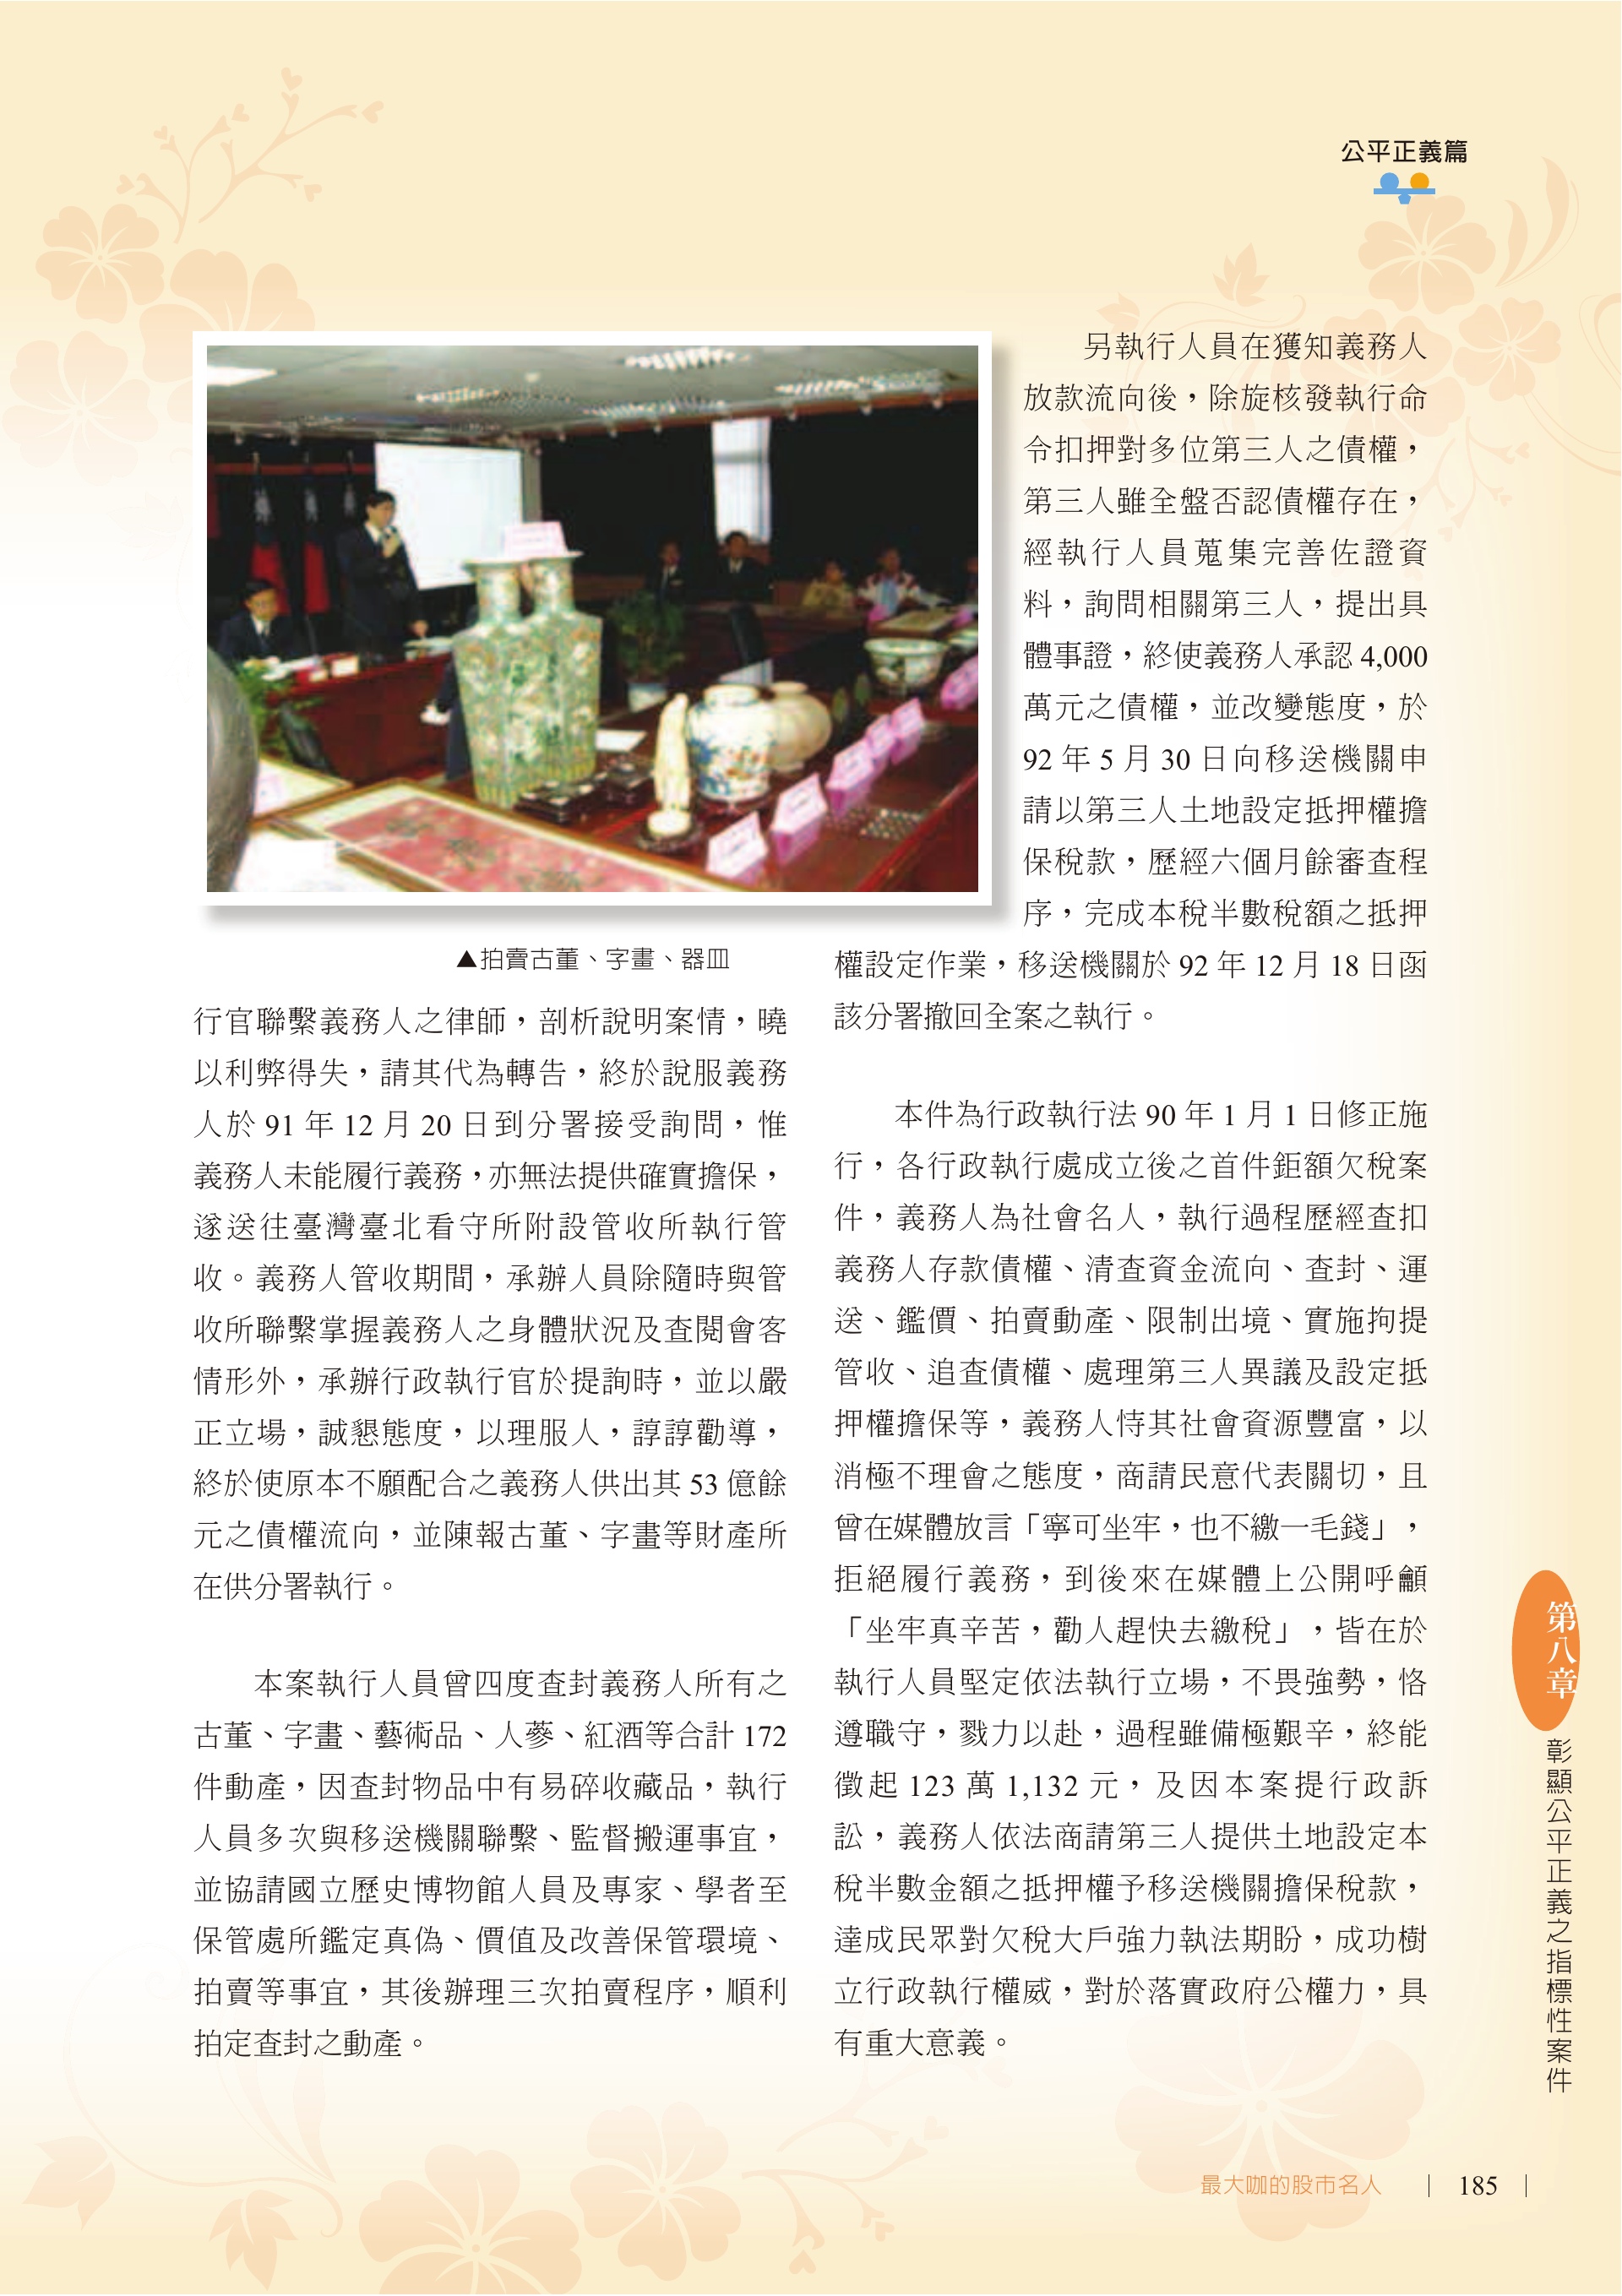 公平正義篇
▲拍賣古董、字畫、器皿
行官聯繫義務人之律師，剖析說明案情，曉
以利弊得失，請其代為轉告，終於說服義務
人於 91 年 12 月 20 日到分署接受詢問，惟
義務人未能履行義務，亦無法提供確實擔保，
遂送往臺灣臺北看守所附設管收所執行管
收。義務人管收期間，承辦人員除隨時與管
收所聯繫掌握義務人之身體狀況及查閱會客
情形外，承辦行政執行官於提詢時，並以嚴
正立場，誠懇態度，以理服人，諄諄勸導，
終於使原本不願配合之義務人供出其 53 億餘
元之債權流向，並陳報古董、字畫等財產所
在供分署執行。
本案執行人員曾四度查封義務人所有之
古董、字畫、藝術品、人蔘、紅酒等合計 172
件動產，因查封物品中有易碎收藏品，執行
人員多次與移送機關聯繫、監督搬運事宜，
並協請國立歷史博物館人員及專家、學者至
保管處所鑑定真偽、價值及改善保管環境、
拍賣等事宜，其後辦理三次拍賣程序，順利
拍定查封之動產。
另執行人員在獲知義務人
放款流向後，除旋核發執行命
令扣押對多位第三人之債權，
第三人雖全盤否認債權存在，
經執行人員蒐集完善佐證資
料，詢問相關第三人，提出具
體事證，終使義務人承認 4,000
萬元之債權，並改變態度，於
92 年 5 月 30 日向移送機關申
請以第三人土地設定抵押權擔
保稅款，歷經六個月餘審查程
序，完成本稅半數稅額之抵押
權設定作業，移送機關於 92 年 12 月 18 日函
該分署撤回全案之執行。
本件為行政執行法 90 年 1 月 1 日修正施
行，各行政執行處成立後之首件鉅額欠稅案
件，義務人為社會名人，執行過程歷經查扣
義務人存款債權、清查資金流向、查封、運
送、鑑價、拍賣動產、限制出境、實施拘提
管收、追查債權、處理第三人異議及設定抵
押權擔保等，義務人恃其社會資源豐富，以
消極不理會之態度，商請民意代表關切，且
曾在媒體放言「寧可坐牢，也不繳一毛錢」，
拒絕履行義務，到後來在媒體上公開呼籲
「坐牢真辛苦，勸人趕快去繳稅」，皆在於
執行人員堅定依法執行立場，不畏強勢，恪
遵職守，戮力以赴，過程雖備極艱辛，終能
徵起 123 萬 1,132 元，及因本案提行政訴
訟，義務人依法商請第三人提供土地設定本
稅半數金額之抵押權予移送機關擔保稅款，
達成民眾對欠稅大戶強力執法期盼，成功樹
立行政執行權威，對於落實政府公權力，具
有重大意義。
第八章
彰顯公平正義之指標性案件
最大咖的股市名人 | 185 |